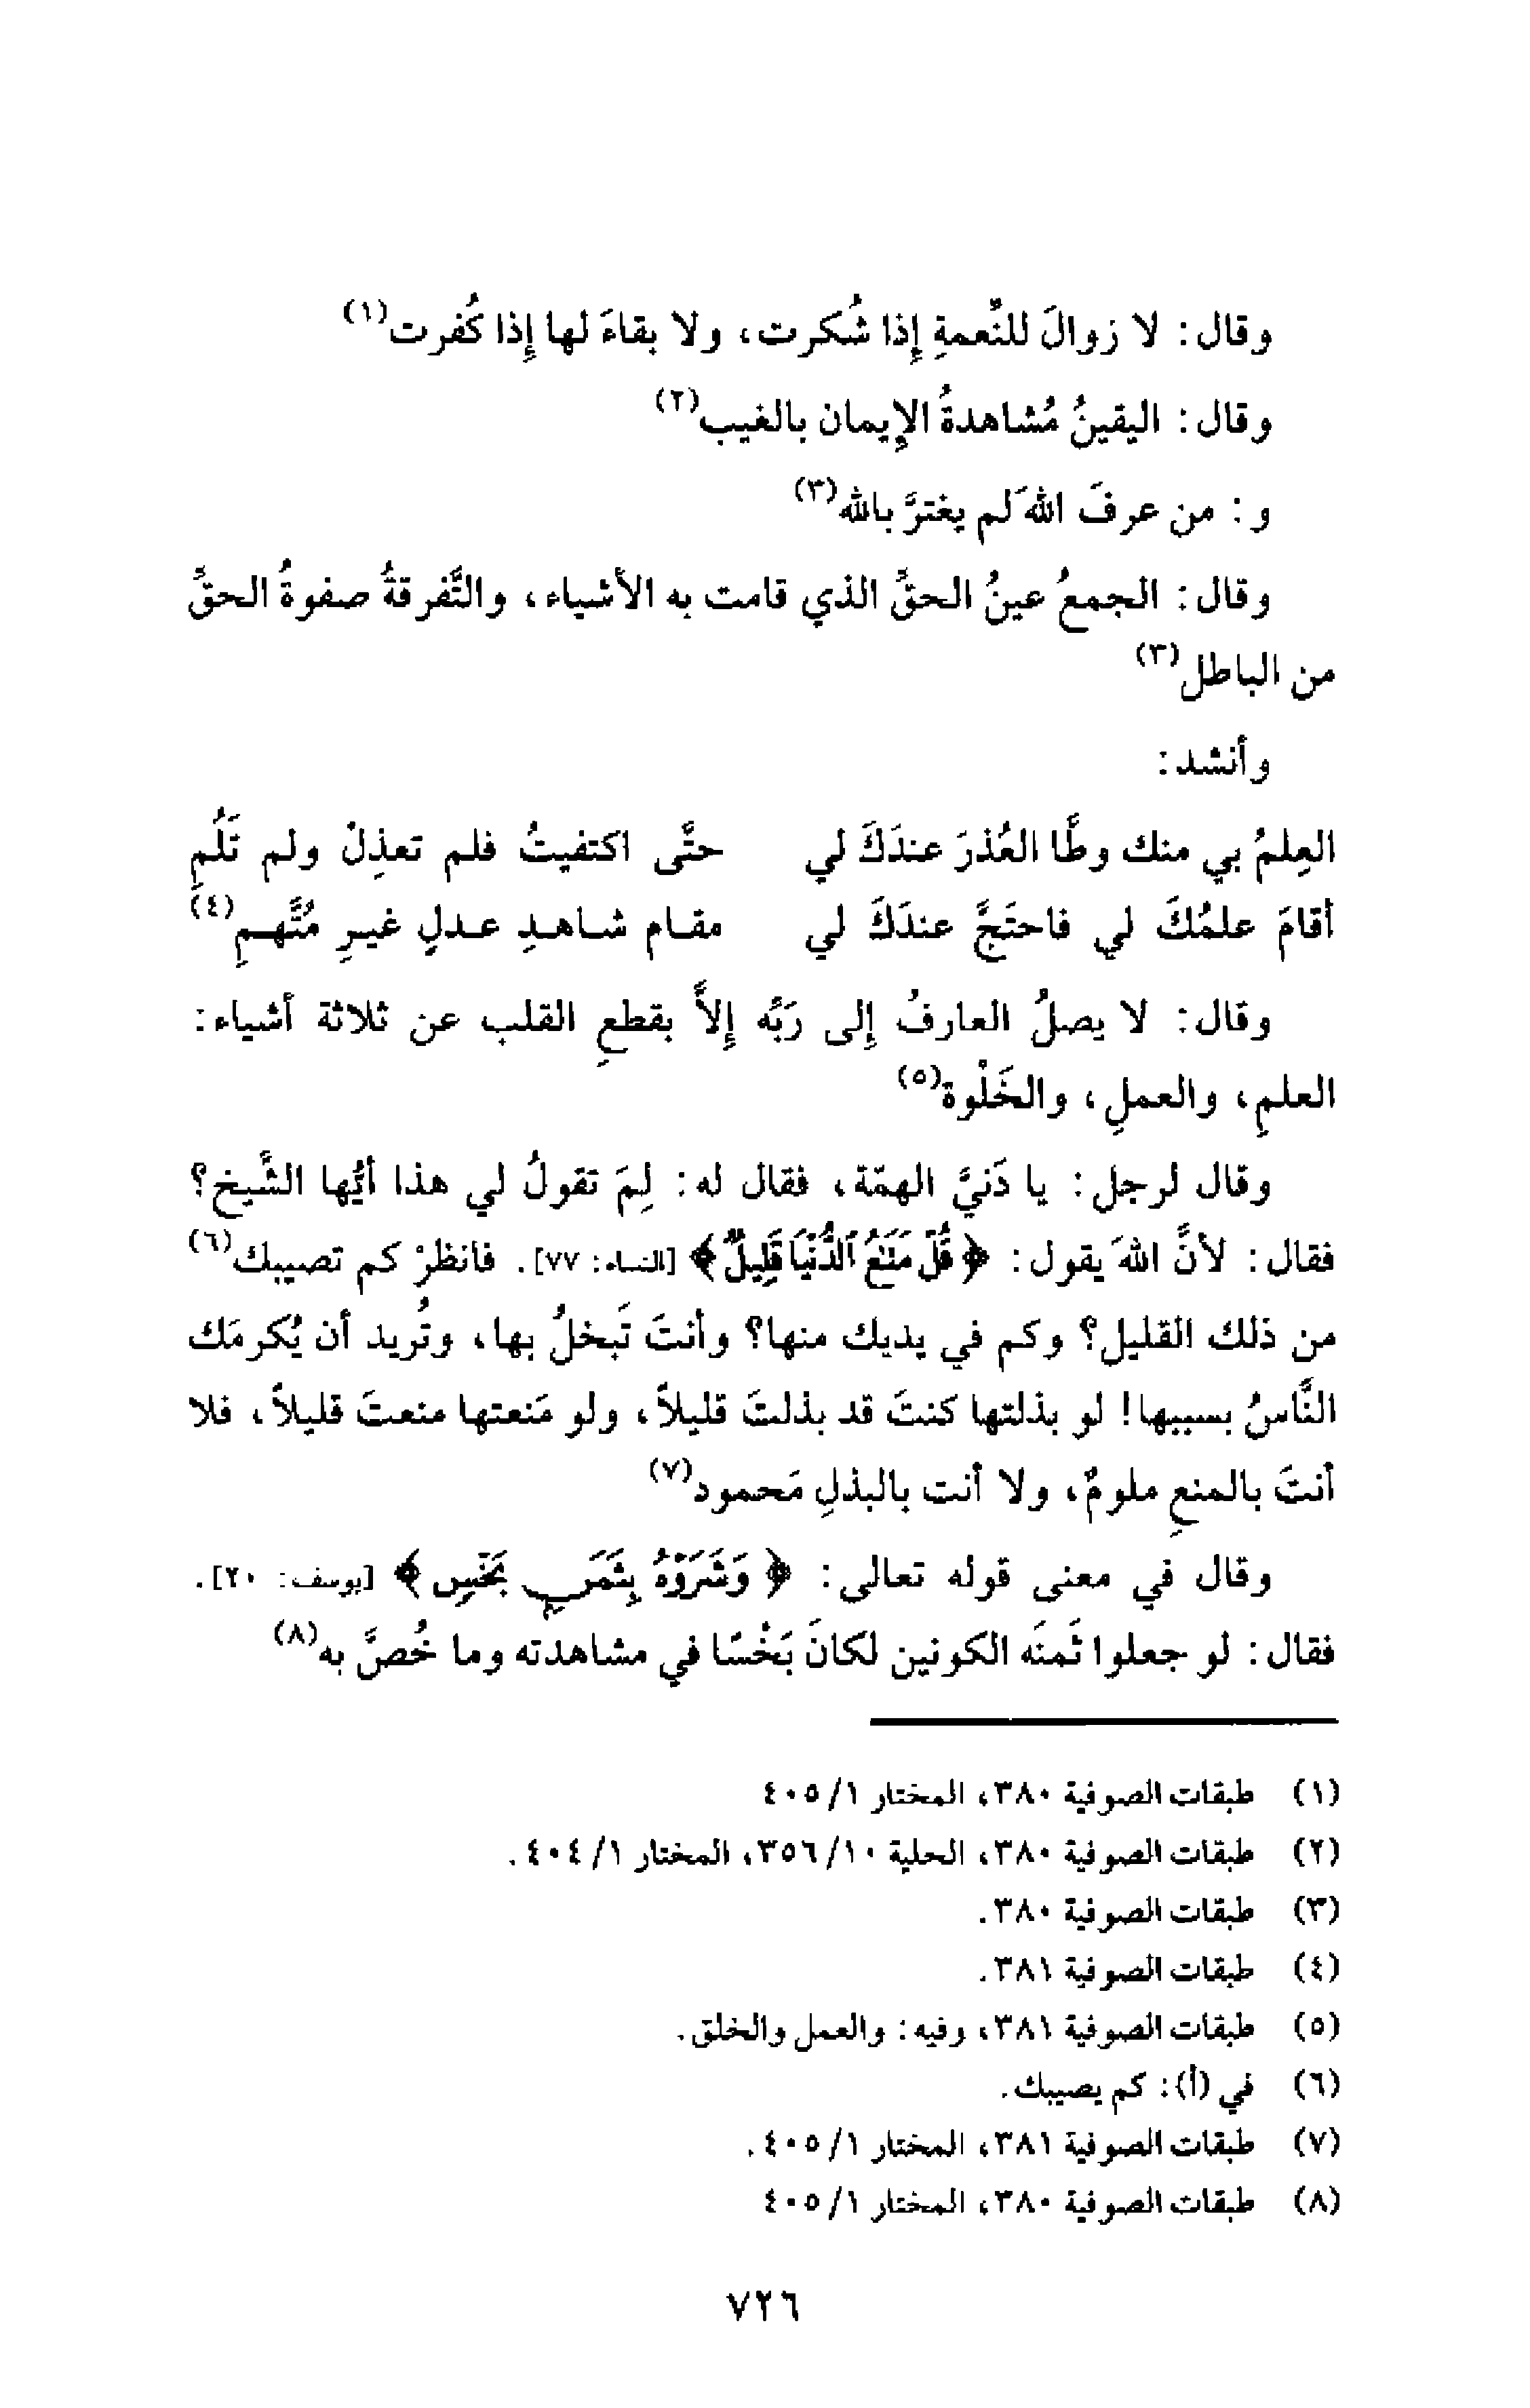 وقال: لا زوالَ للنِّعمةِ إذا شُكرت، ولا بقاءَ لها إذا كُفرت(١)
وقال: اليقينُ مُشاهدةُ الإيمان بالغيب(٢)
و: من عرفَ اللهَ لم يغترَّ بالله(٣)
وقال: الجمعُ عينُ الحقِّ الذي قامت به الأشياء، والتَّفرقةُ صفوةُ الحقِّ
من الباطل(٣)
وأنشد:
العِلمُ بي منك وطَّا العُذرَ عندَكَ لي حتَّى اكتفيتُ فلم تعذِلْ ولم تَلُمِ
أقامَ علمُكَ لي فاحتَجَّ عندَكَ لي مقام شاهدِ عدلٍ غيرِ مُتَّهمِ(٤)
وقال: لا يصلُ العارفُ إلى رَبِّه إلاَّ بقطعِ القلب عن ثلاثة أشياء:
العلمِ، والعملِ، والخَلْوة(٥)
وقال لرجل: يا دَنيَّ الهمّة، فقال له: لِمَ تقولُ لي هذا أيُّها الشَّيخ؟
فقال: لأنَّ اللهَ يقول: ﴿قُلْ مَتَٰعُ ٱلدُّنْيَا قَلِيلٌ﴾ [النساء: ٧٧]. فانظرْ كم تصيبك(٦)
من ذلك القليل؟ وكم في يديك منها؟ وأنتَ تَبخلُ بها، وتُريد أن يُكرمَك
النَّاسُ بسببها! لو بذلتها كنتَ قد بذلتَ قليلاً، ولو مَنعتها منعتَ قليلاً، فلا
أنتَ بالمنعِ ملومٌ، ولا أنت بالبذلِ مَحمود(٧)
وقال في معنى قوله تعالى: ﴿وَشَرَوْهُ بِثَمَنٍ بَخْسٍ﴾ [يوسف: ٢٠].
فقال: لو جعلوا ثَمنَه الكونين لكانَ بَخْسًا في مشاهدته وما خُصَّ به(٨)
(١) طبقات الصوفية ٣٨٠، المختار ١/ ٤٠٥
(٢) طبقات الصوفية ٣٨٠، الحلية ١٠/ ٣٥٦، المختار ١/ ٤٠٤.
(٣) طبقات الصوفية ٣٨٠.
(٤) طبقات الصوفية ٣٨١.
(٥) طبقات الصوفية ٣٨١، وفيه: والعمل والخلق.
(٦) في (أ): كم يصيبك.
(٧) طبقات الصوفية ٣٨١، المختار ١/ ٤٠٥.
(٨) طبقات الصوفية ٣٨٠، المختار ١/ ٤٠٥
٧٢٦